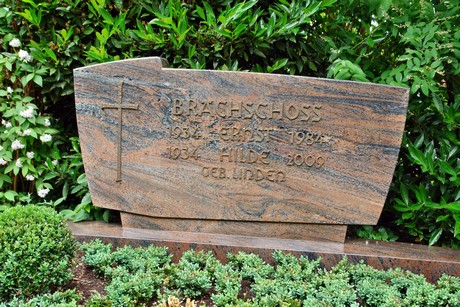 BRACHSCHOSS
1934 ERNST 1984
1934 HILDE 2009
GEB. LINDEN